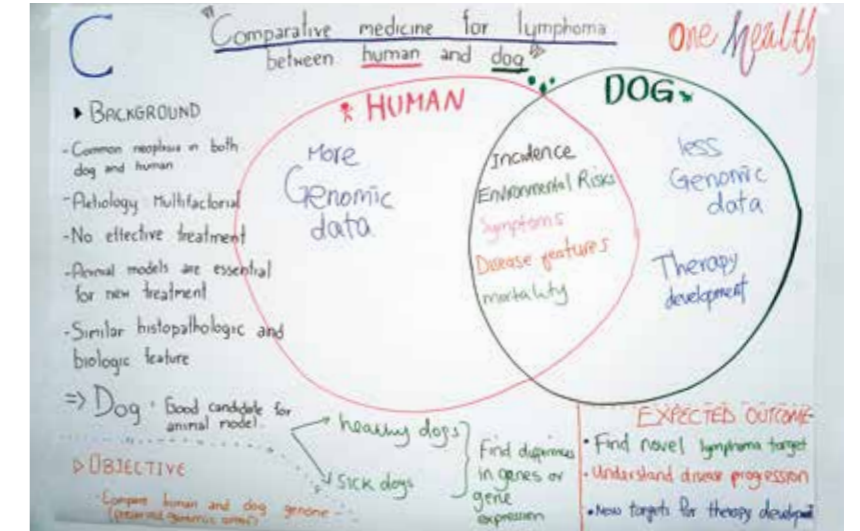 C
"Comparative medicine for lymphoma
between human and dog"
One Health
▸ BACKGROUND
- Common neoplasia in both
dog and human
- Aetiology Multifactorial
- No effective treatment
- Animal models are essential
for new treatment
- Similar histopathologic and
biologic feature
=> Dog : Good candidate for
animal model.
healthy dogs
sick dogs
Find differences
in genes or
gene
expression
▷ OBJECTIVE
- Compare human and dog genome
HUMAN
More
Genomic
data
Incidence
Environmental Risks
Symptoms
Disease features
mortality
DOG
less
Genomic
data
Therapy
development
EXPECTED OUTCOME
• Find novel lymphoma target
• Understand disease progression
• New targets for therapy